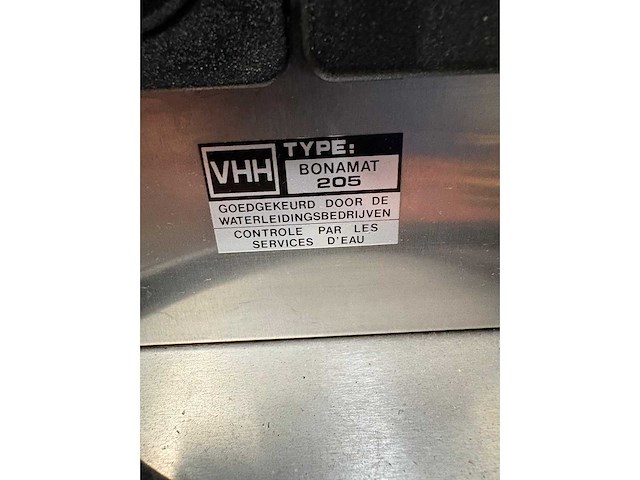 VHH
TYPE:
BONAMAT
205
GOEDGEKEURD DOOR DE
WATERLEIDINGSBEDRIJVEN
CONTROLE PAR LES
SERVICES D'EAU